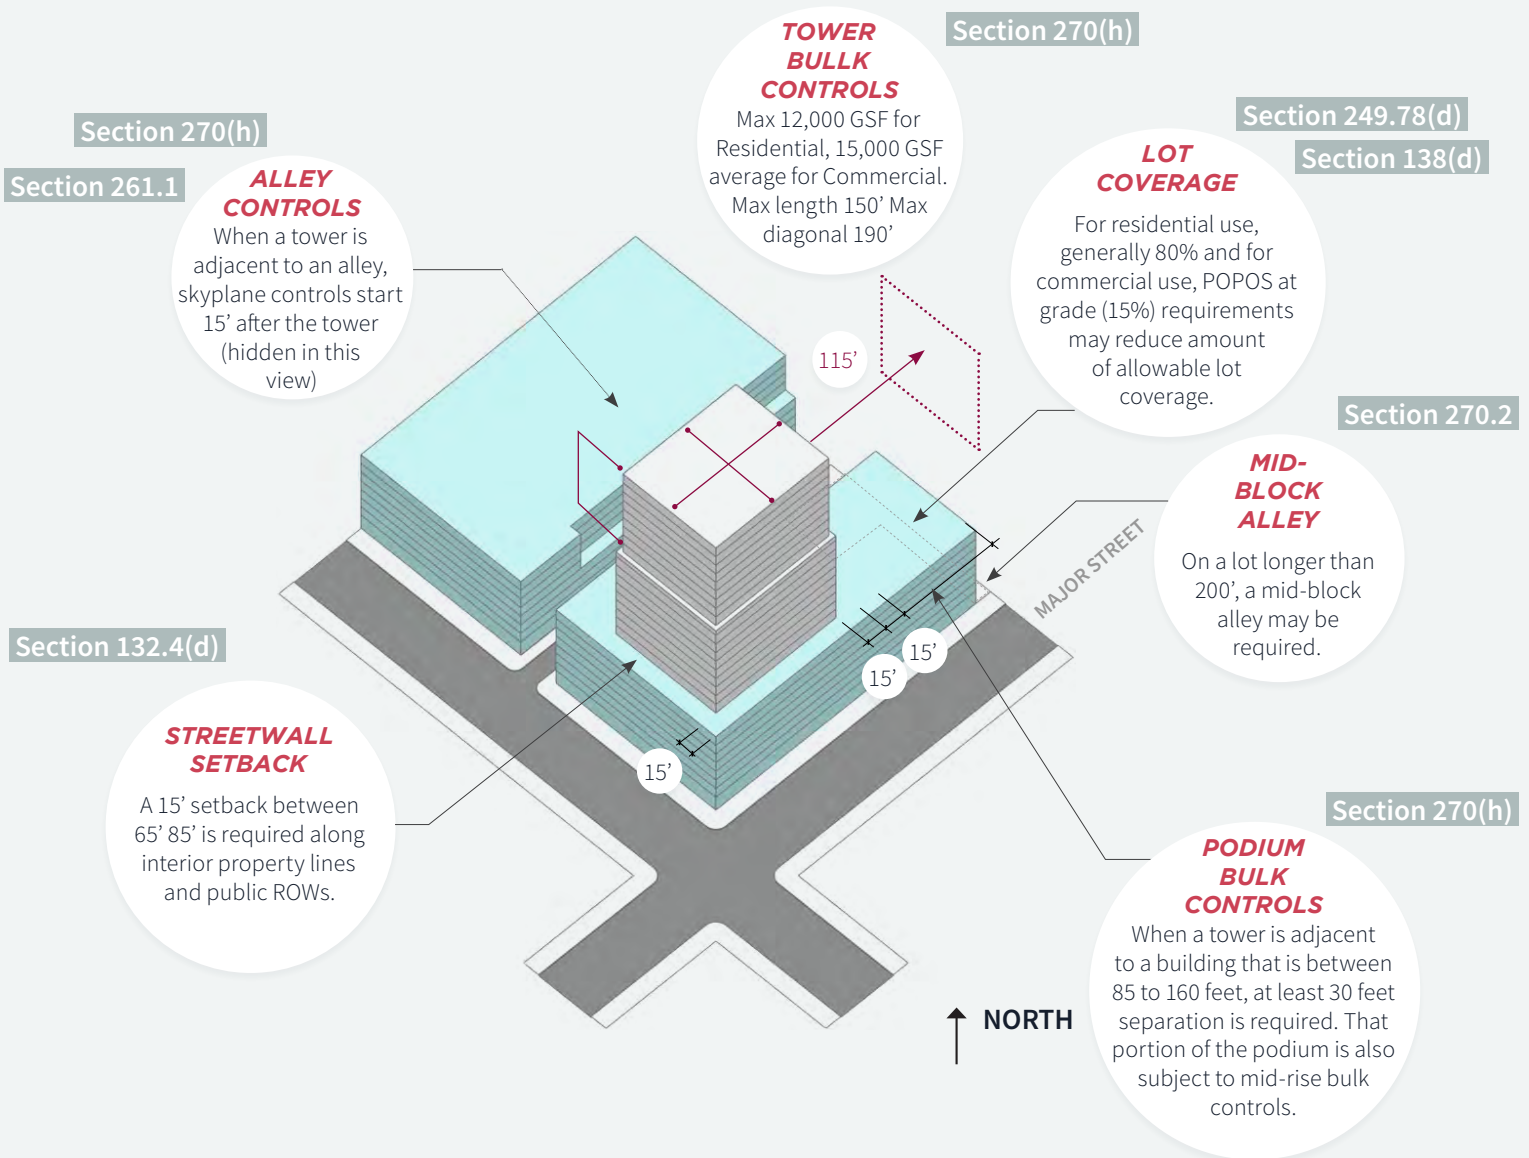 Section 270(h)
TOWER
BULLK
CONTROLS
Max 12,000 GSF for
Residential, 15,000 GSF
average for Commercial.
Max length 150’ Max
diagonal 190’
Section 270(h)
Section 261.1
ALLEY
CONTROLS
When a tower is
adjacent to an alley,
skyplane controls start
15’ after the tower
(hidden in this
view)
Section 249.78(d)
Section 138(d)
LOT
COVERAGE
For residential use,
generally 80% and for
commercial use, POPOS at
grade (15%) requirements
may reduce amount
of allowable lot
coverage.
115’
Section 270.2
MID-
BLOCK
ALLEY
On a lot longer than
200’, a mid-block
alley may be
required.
MAJOR STREET
15’
15’
15’
Section 132.4(d)
STREETWALL
SETBACK
A 15’ setback between
65’ 85’ is required along
interior property lines
and public ROWs.
Section 270(h)
PODIUM
BULK
CONTROLS
When a tower is adjacent
to a building that is between
85 to 160 feet, at least 30 feet
separation is required. That
portion of the podium is also
subject to mid-rise bulk
controls.
NORTH